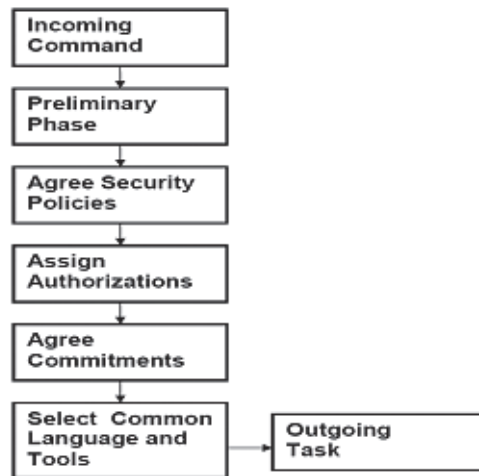 Incoming
Command
Preliminary
Phase
Agree Security
Policies
Assign
Authorizations
Agree
Commitments
Select Common
Language and
Tools
Outgoing
Task